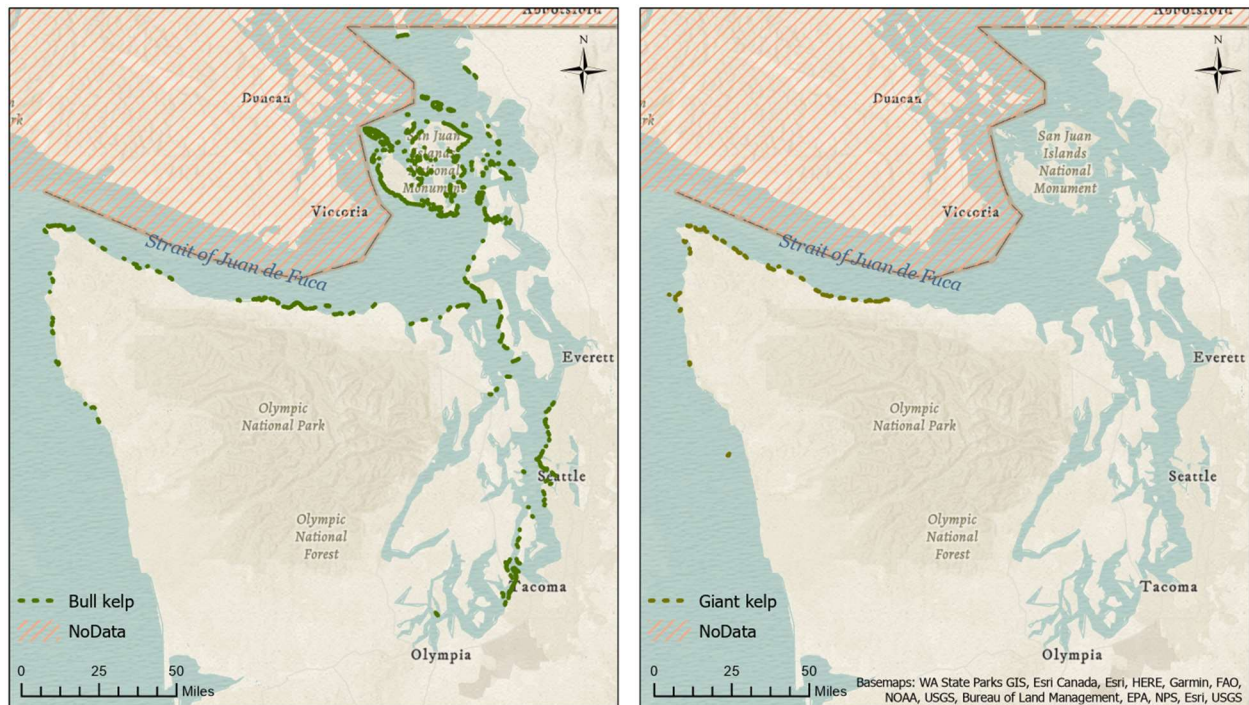 Abbotsford
N
Duncan
rk
San Juan
Islands
National
Monument
Victoria
Strait of Juan de Fuca
Everett
Olympic
National Park
Seattle
Olympic
National
Forest
Tacoma
Bull kelp
NoData
Olympia
0 25 50
Miles
Abbotsford
N
Duncan
rk
San Juan
Islands
National
Monument
Victoria
Strait of Juan de Fuca
Everett
Olympic
National Park
Seattle
Olympic
National
Forest
Tacoma
Giant kelp
NoData
Olympia
0 25 50
Miles
Basemaps: WA State Parks GIS, Esri Canada, Esri, HERE, Garmin, FAO,
NOAA, USGS, Bureau of Land Management, EPA, NPS, Esri, USGS